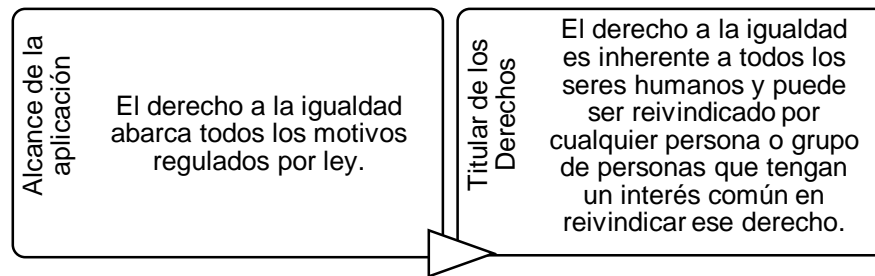 Alcance de la
aplicación
El derecho a la igualdad
abarca todos los motivos
regulados por ley.
Titular de los
Derechos
El derecho a la igualdad
es inherente a todos los
seres humanos y puede
ser reivindicado por
cualquier persona o grupo
de personas que tengan
un interés común en
reivindicar ese derecho.